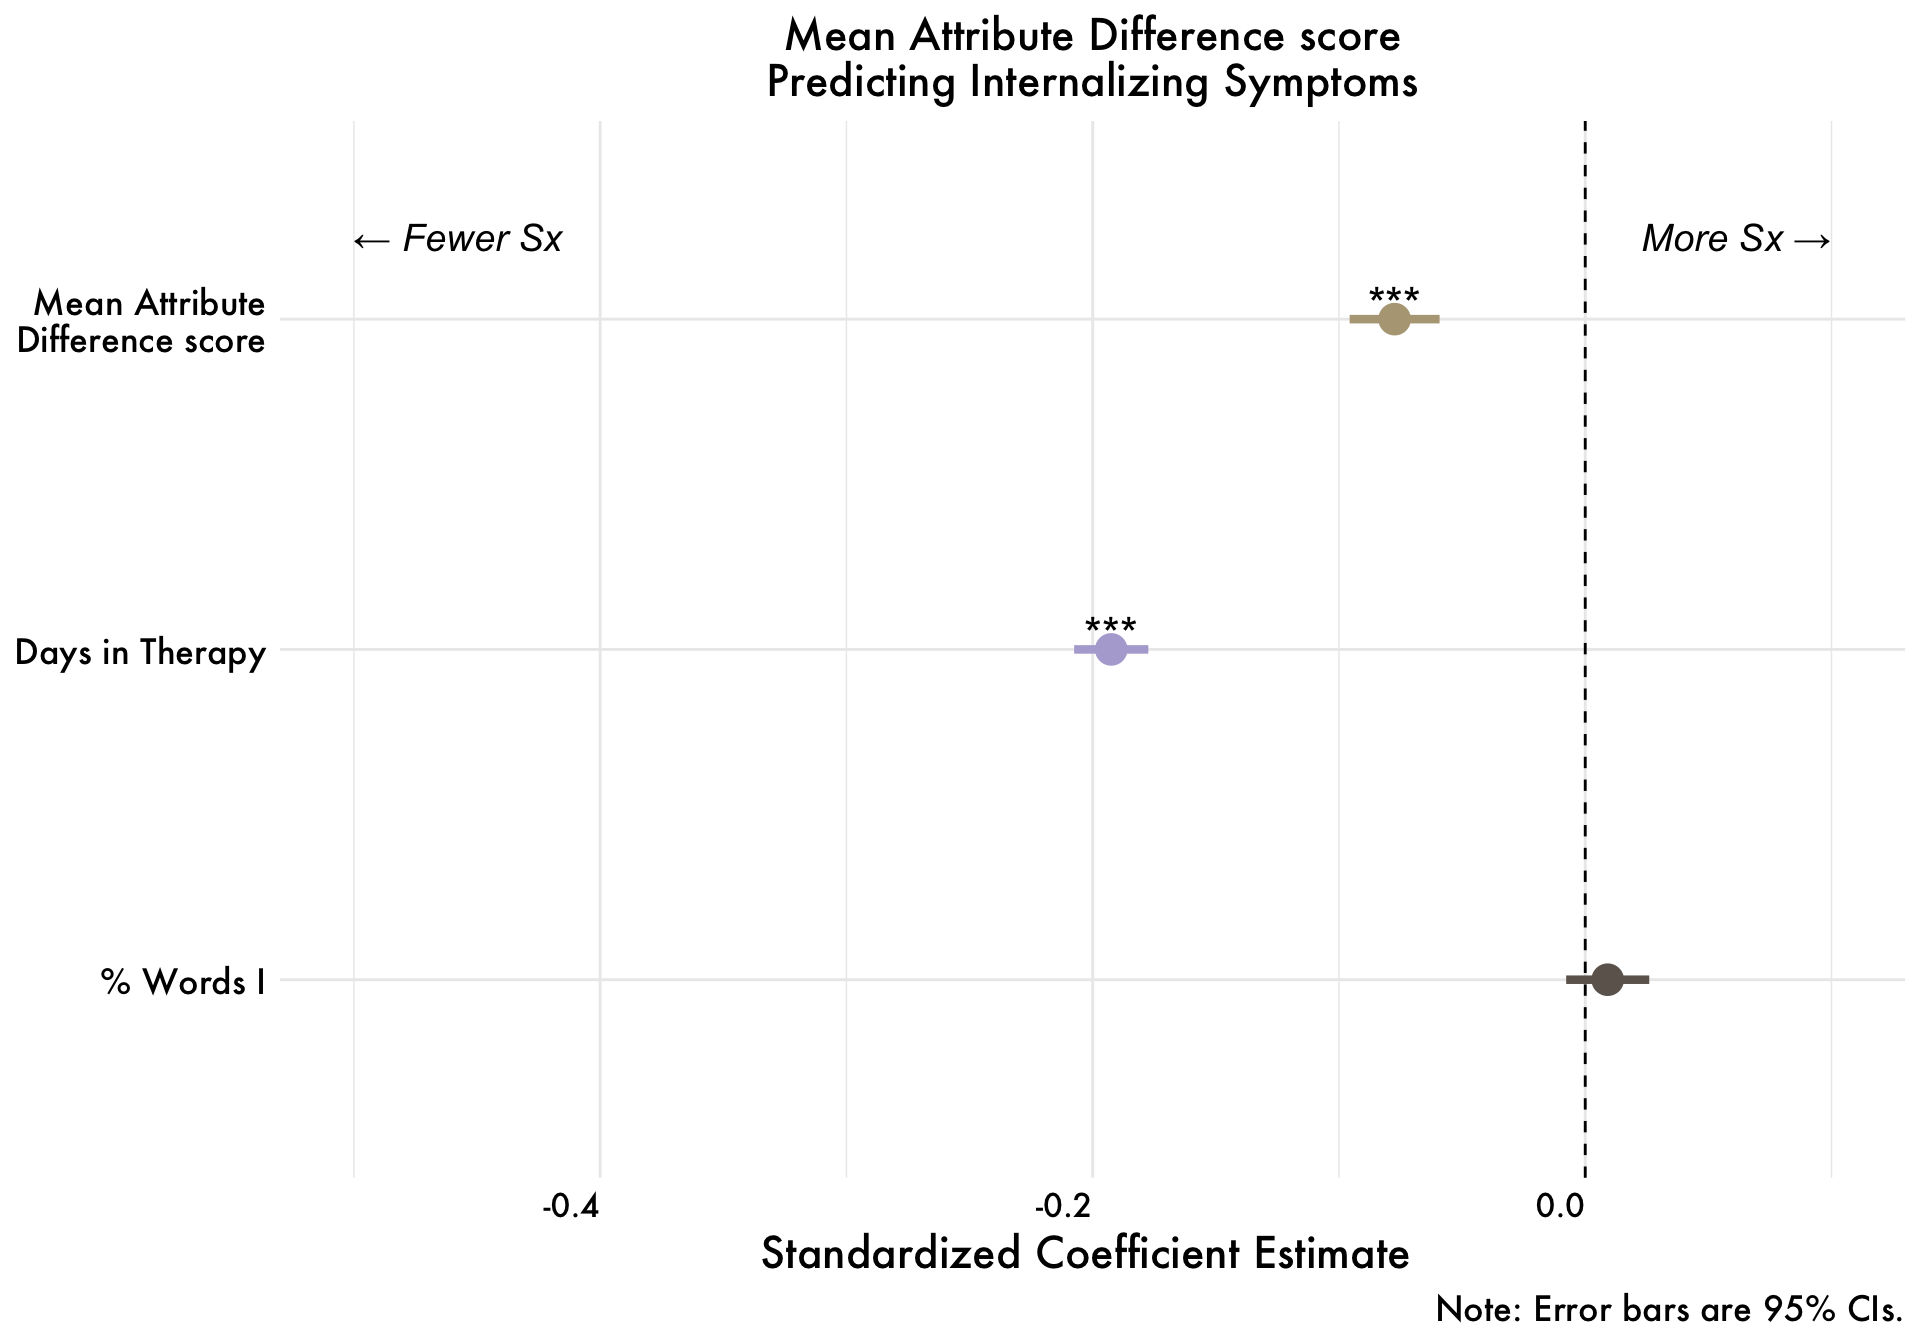 Mean Attribute Difference score
Predicting Internalizing Symptoms
← Fewer Sx
More Sx →
Mean Attribute
Difference score
***
Days in Therapy
***
% Words I
-0.4
-0.2
0.0
Standardized Coefficient Estimate
Note: Error bars are 95% CIs.